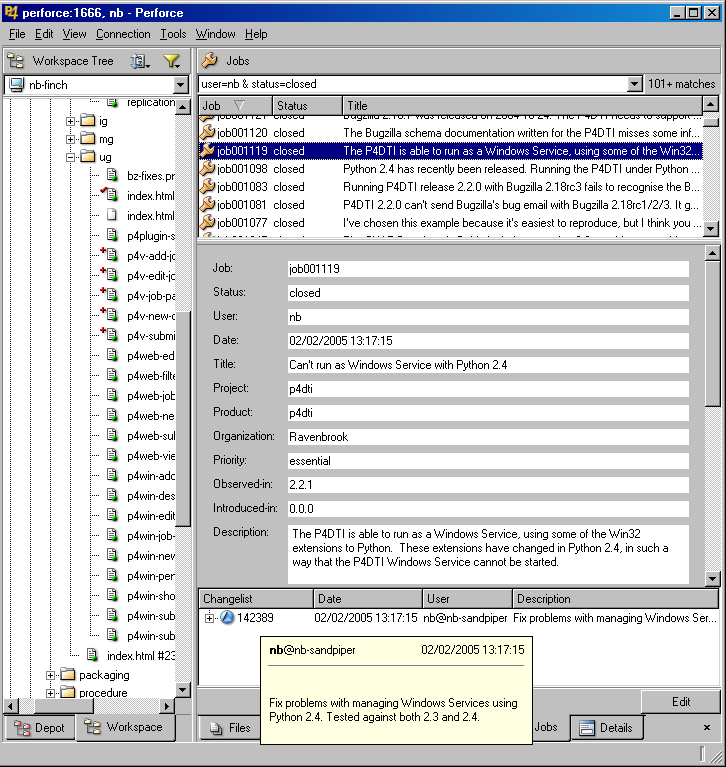 perforce:1666, nb - Perforce
File Edit View Connection Tools Window Help
Workspace Tree
nb-finch
replication
ig
mg
ug
bz-fixes.pr
index.html
index.html
p4plugin-s
p4v-add-jo
p4v-edit-jo
p4v-job-pa
p4v-new-c
p4v-submi
p4web-ed
p4web-filte
p4web-job
p4web-ne
p4web-sul
p4web-vie
p4win-adc
p4win-des
p4win-edit
p4win-job-
p4win-nev
p4win-per
p4win-sho
p4win-sub
p4win-sub
index.html #23
packaging
procedure
Depot Workspace
Jobs
user=nb & status=closed 101+ matches
Job Status Title
job001120 closed The Bugzilla schema documentation written for the P4DTI misses some inf...
job001119 closed The P4DTI is able to run as a Windows Service, using some of the Win32...
job001098 closed Python 2.4 has recently been released. Running the P4DTI under Python ...
job001083 closed Running P4DTI release 2.2.0 with Bugzilla 2.18rc3 fails to recognise the B...
job001081 closed P4DTI 2.2.0 can't send Bugzilla's bug email with Bugzilla 2.18rc1/2/3. It g...
job001077 closed I've chosen this example because it's easiest to reproduce, but I think you ...
Job: job001119
Status: closed
User: nb
Date: 02/02/2005 13:17:15
Title: Can't run as Windows Service with Python 2.4
Project: p4dti
Product: p4dti
Organization: Ravenbrook
Priority: essential
Observed-in: 2.2.1
Introduced-in: 0.0.0
Description: The P4DTI is able to run as a Windows Service, using some of the Win32
extensions to Python. These extensions have changed in Python 2.4, in such a
way that the P4DTI Windows Service cannot be started.
Changelist Date User Description
142389 02/02/2005 13:17:15 nb@nb-sandpiper Fix problems with managing Windows Ser...
nb@nb-sandpiper 02/02/2005 13:17:15
Fix problems with managing Windows Services using
Python 2.4. Tested against both 2.3 and 2.4.
Edit
Files Jobs Details